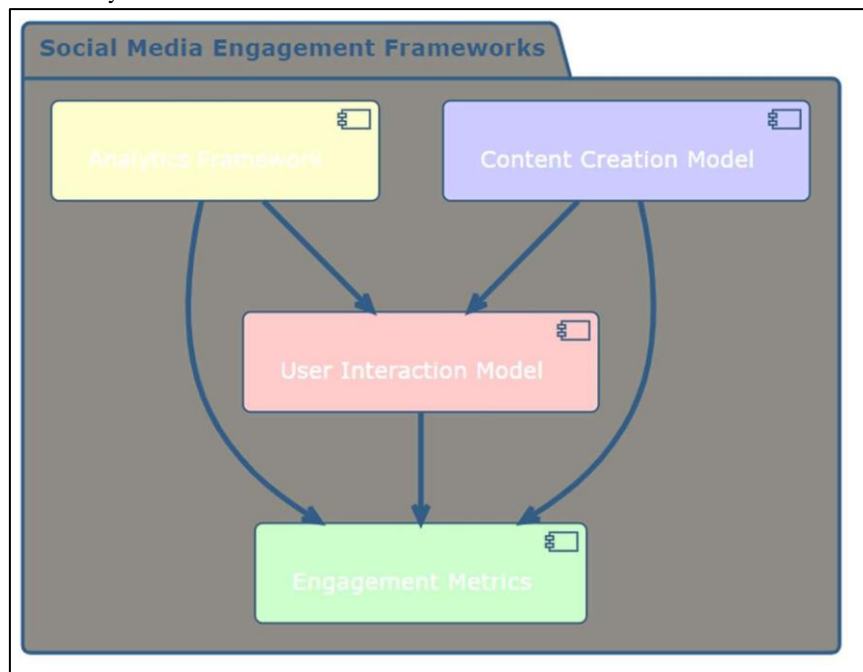 Social Media Engagement Frameworks
Analytics Framework
Content Creation Model
User Interaction Model
Engagement Metrics